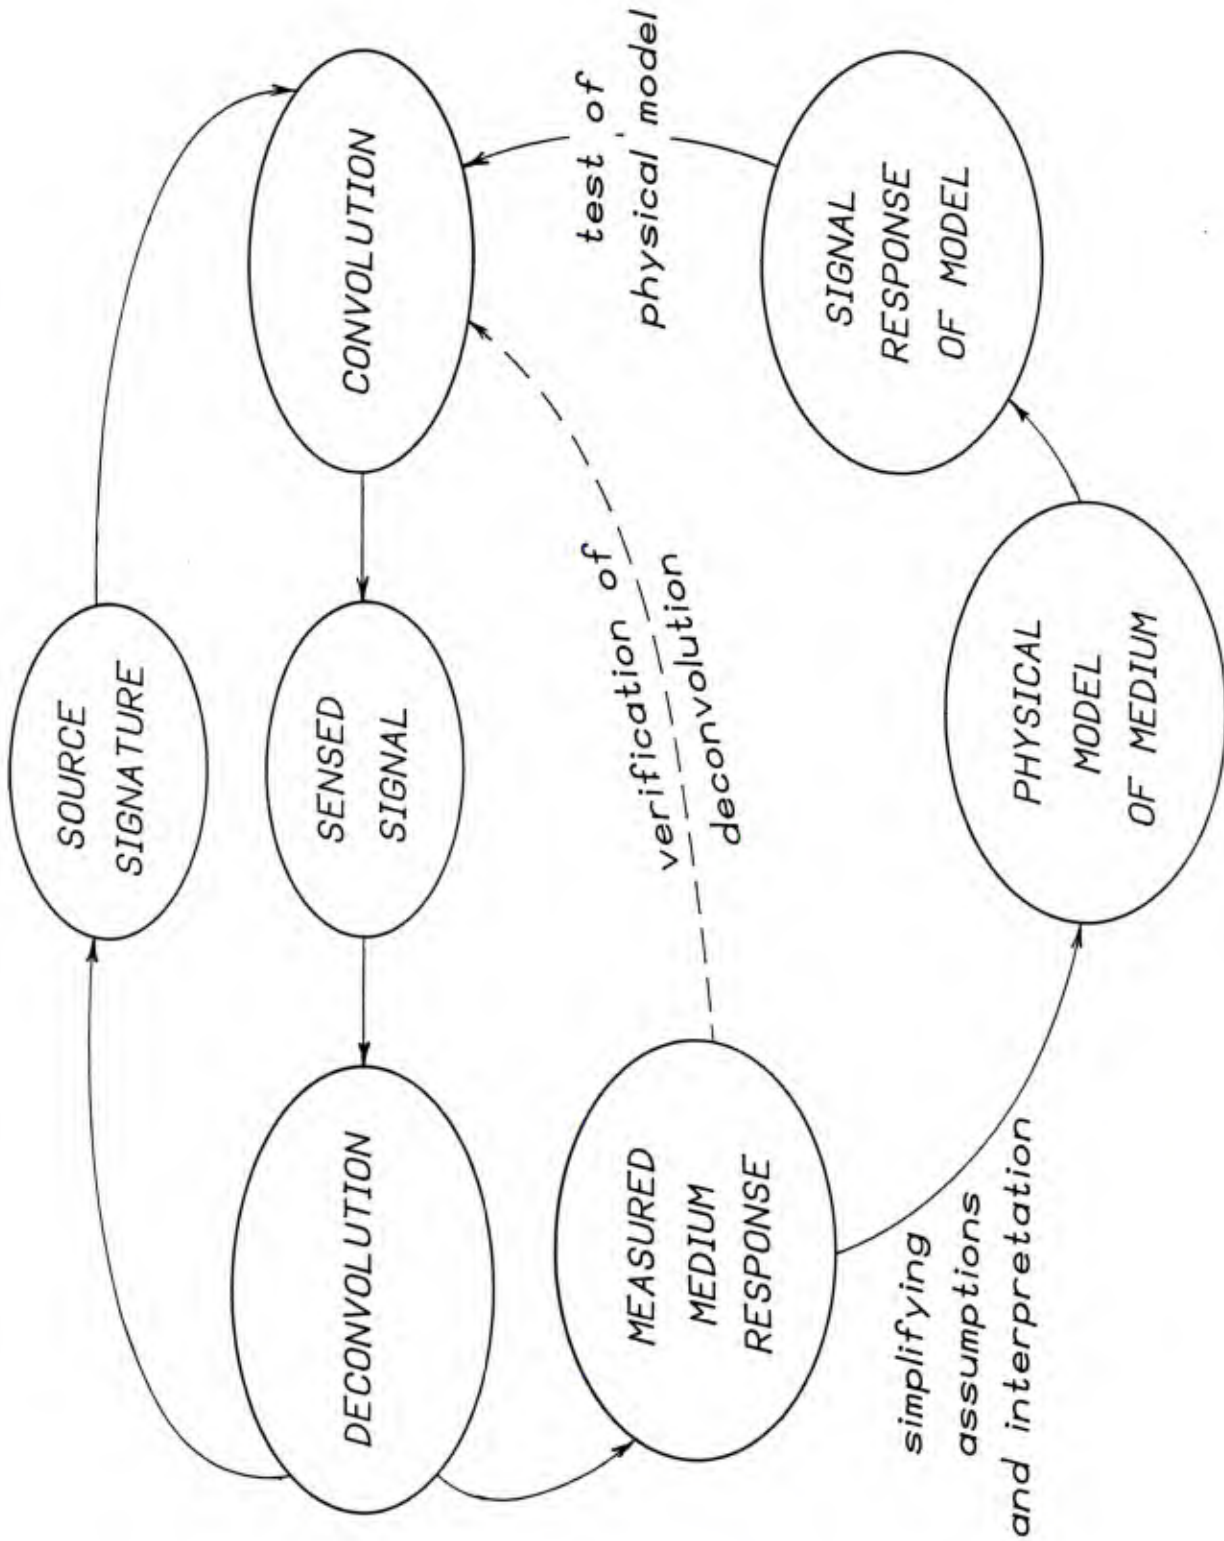 SOURCE
SIGNATURE
DECONVOLUTION
SENSED
SIGNAL
CONVOLUTION
MEASURED
MEDIUM
RESPONSE
verification of
deconvolution
test of
physical model
simplifying
assumptions
and interpretation
PHYSICAL
MODEL
OF MEDIUM
SIGNAL
RESPONSE
OF MODEL